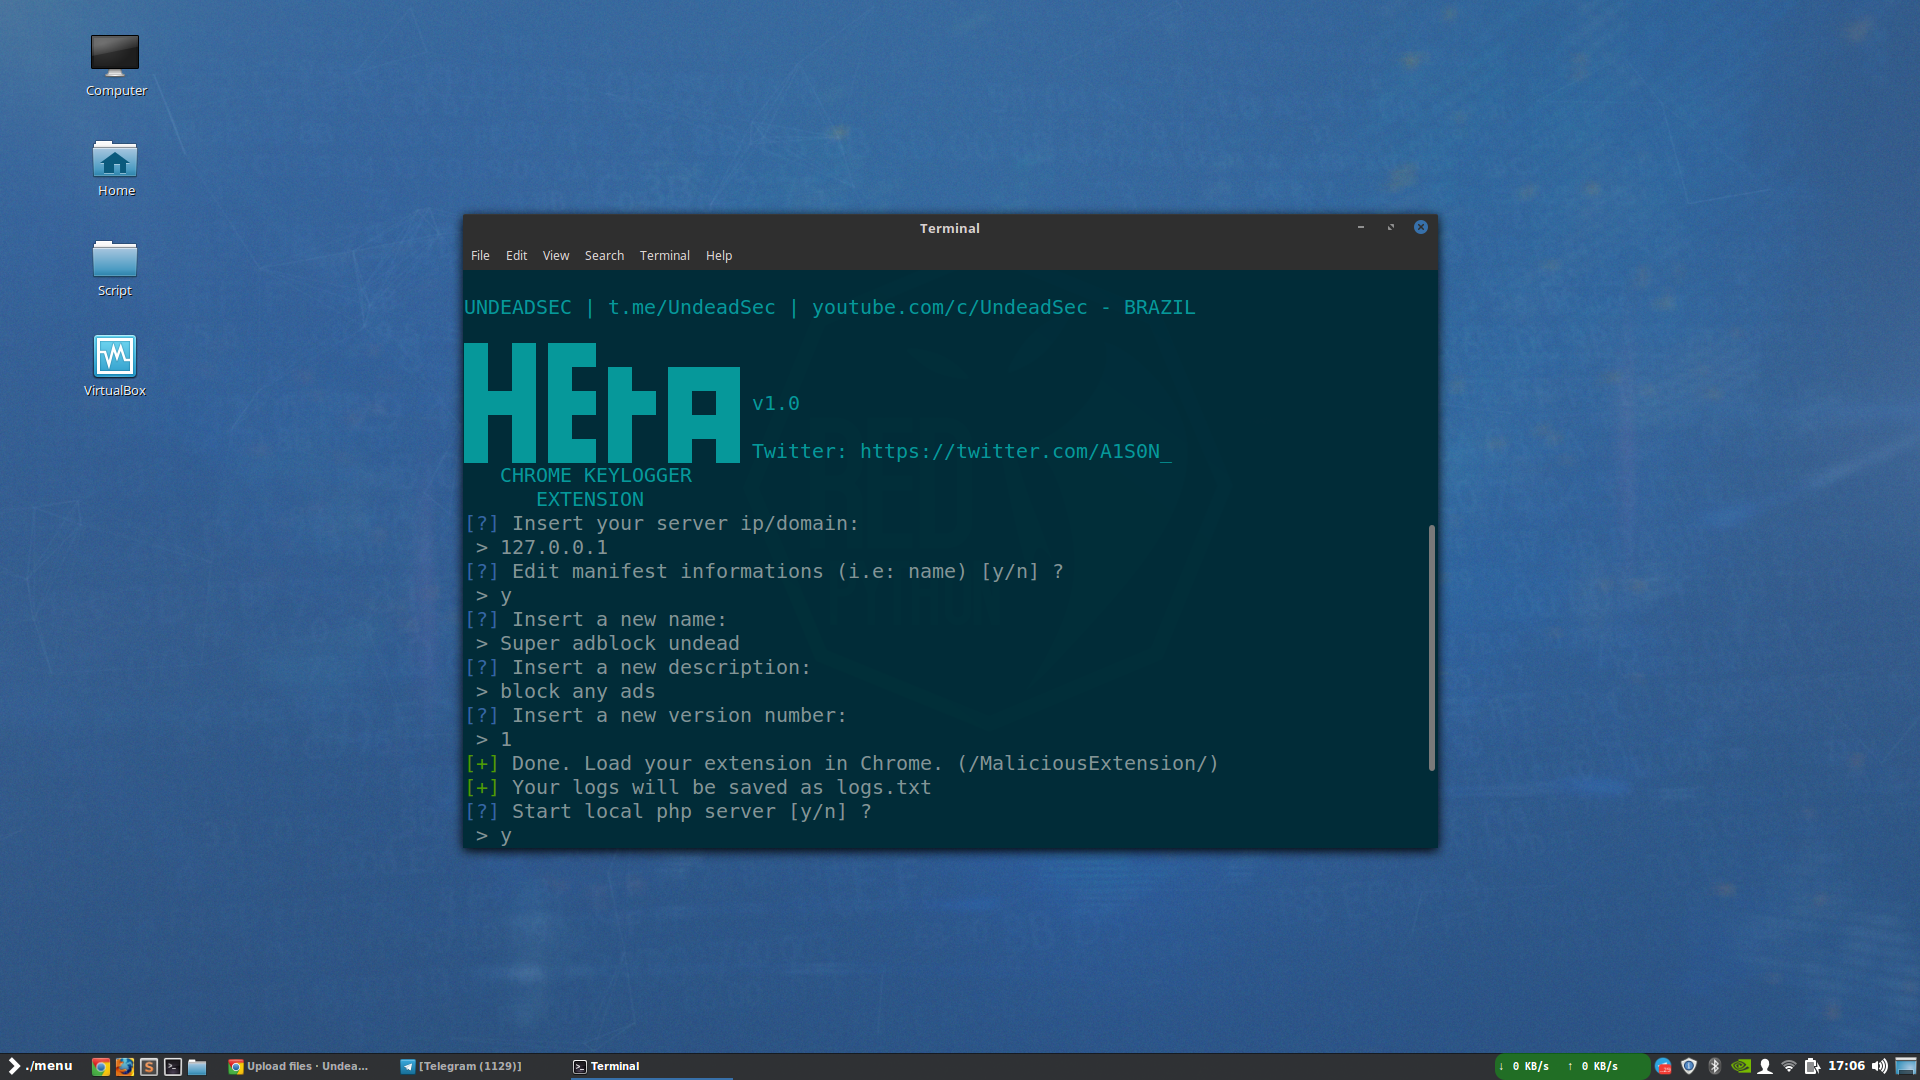 Computer
Home
Script
VirtualBox
Terminal
File Edit View Search Terminal Help
UNDEADSEC | t.me/UndeadSec | youtube.com/c/UndeadSec - BRAZIL
HErA
v1.0
Twitter: https://twitter.com/A1S0N_
CHROME KEYLOGGER
EXTENSION
[?] Insert your server ip/domain:
> 127.0.0.1
[?] Edit manifest informations (i.e: name) [y/n] ?
> y
[?] Insert a new name:
> Super adblock undead
[?] Insert a new description:
> block any ads
[?] Insert a new version number:
> 1
[+] Done. Load your extension in Chrome. (/MaliciousExtension/)
[+] Your logs will be saved as logs.txt
[?] Start local php server [y/n] ?
> y
./menu
Upload files · Undea...
[Telegram (1129)]
Terminal
↓ 0 KB/s ↑ 0 KB/s
17:06